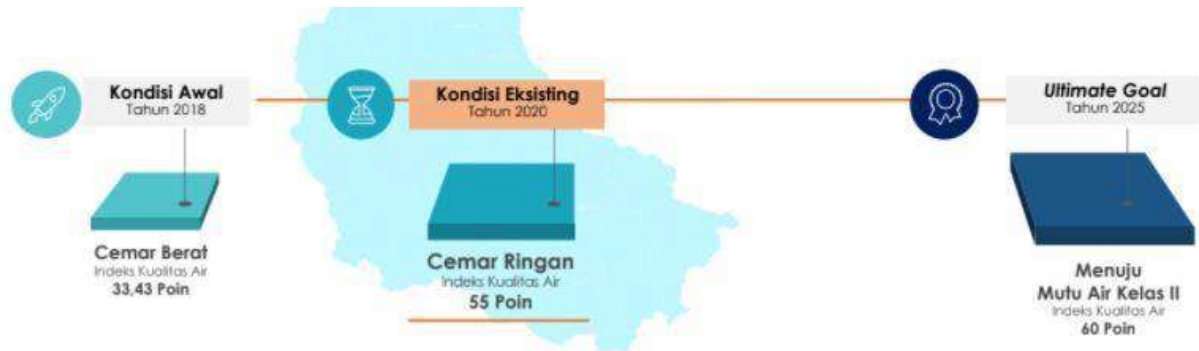 Kondisi Awal
Tahun 2018
Cemar Berat
Indeks Kualitas Air
33,43 Poin
Kondisi Eksisting
Tahun 2020
Cemar Ringan
Indeks Kualitas Air
55 Poin
Ultimate Goal
Tahun 2025
Menuju
Mutu Air Kelas II
Indeks Kualitas Air
60 Poin